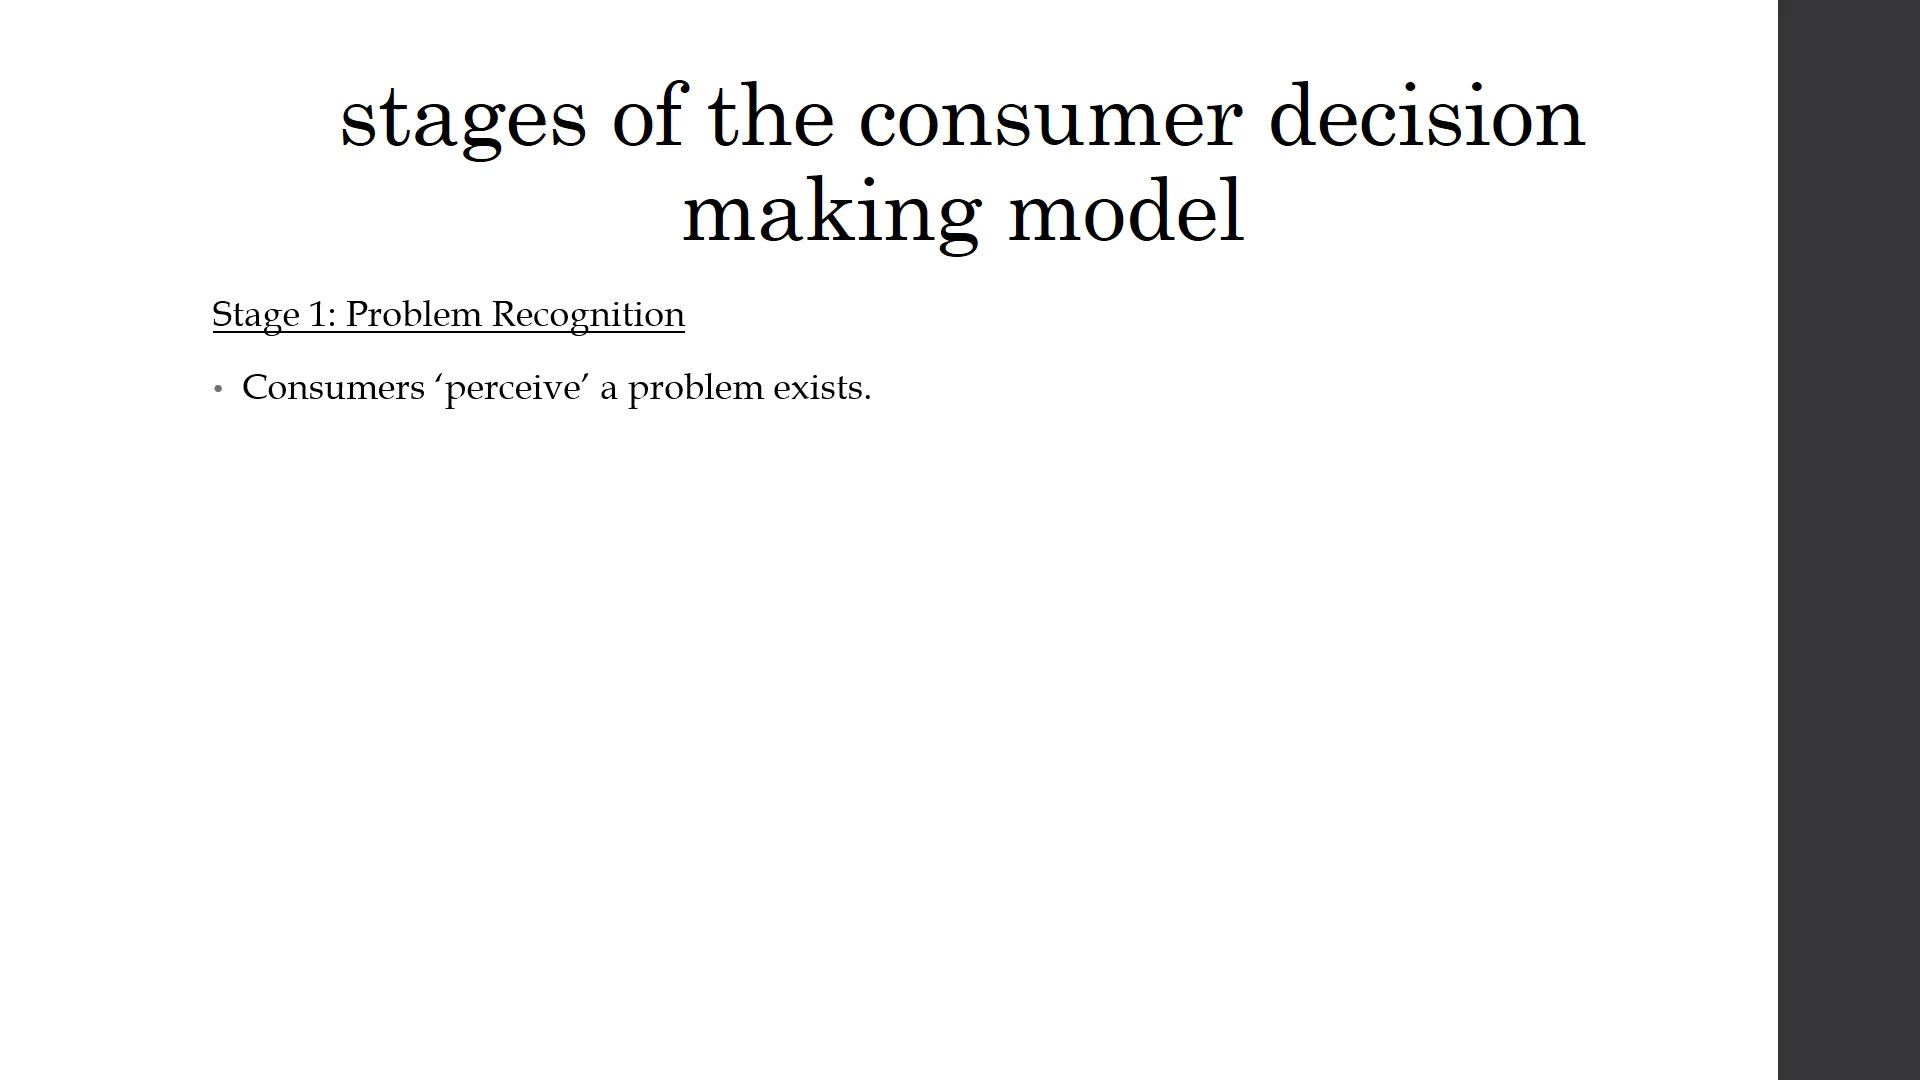 stages of the consumer decision
making model
Stage 1: Problem Recognition
• Consumers ‘perceive’ a problem exists.